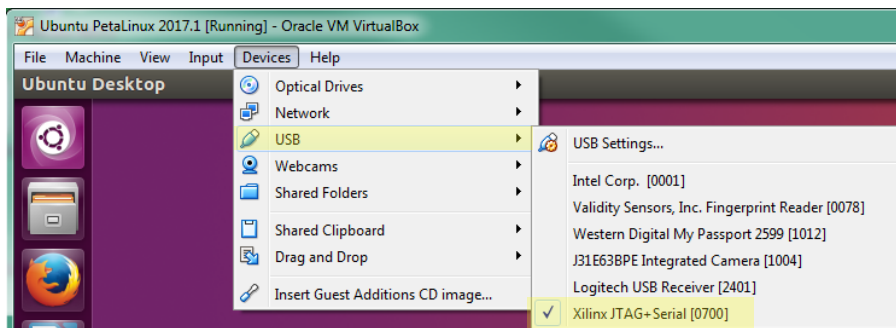 Ubuntu PetaLinux 2017.1 [Running] - Oracle VM VirtualBox
File Machine View Input Devices Help
Ubuntu Desktop
Optical Drives
Network
USB
Webcams
Shared Folders
Shared Clipboard
Drag and Drop
Insert Guest Additions CD image...
USB Settings...
Intel Corp. [0001]
Validity Sensors, Inc. Fingerprint Reader [0078]
Western Digital My Passport 2599 [1012]
J31E63BPE Integrated Camera [1004]
Logitech USB Receiver [2401]
Xilinx JTAG+Serial [0700]